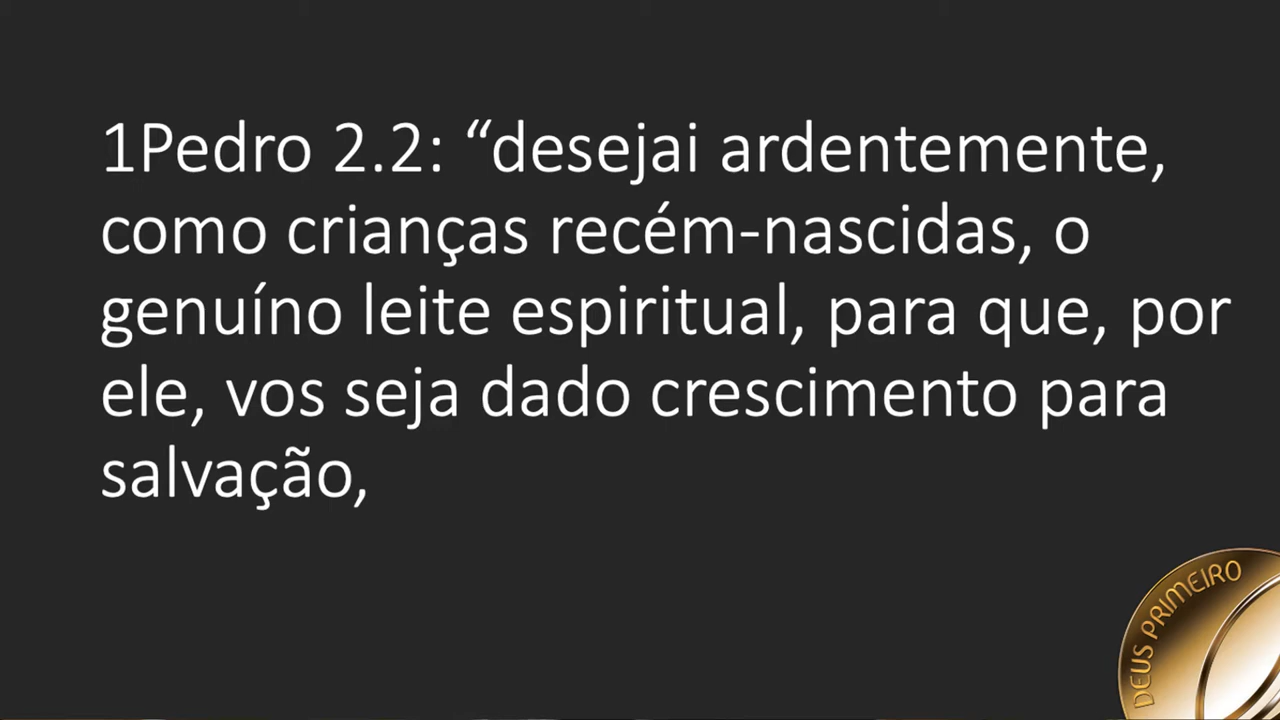 1Pedro 2.2: “desejai ardentemente,
como crianças recém-nascidas, o
genuíno leite espiritual, para que, por
ele, vos seja dado crescimento para
salvação,
DEUS PRIMEIRO